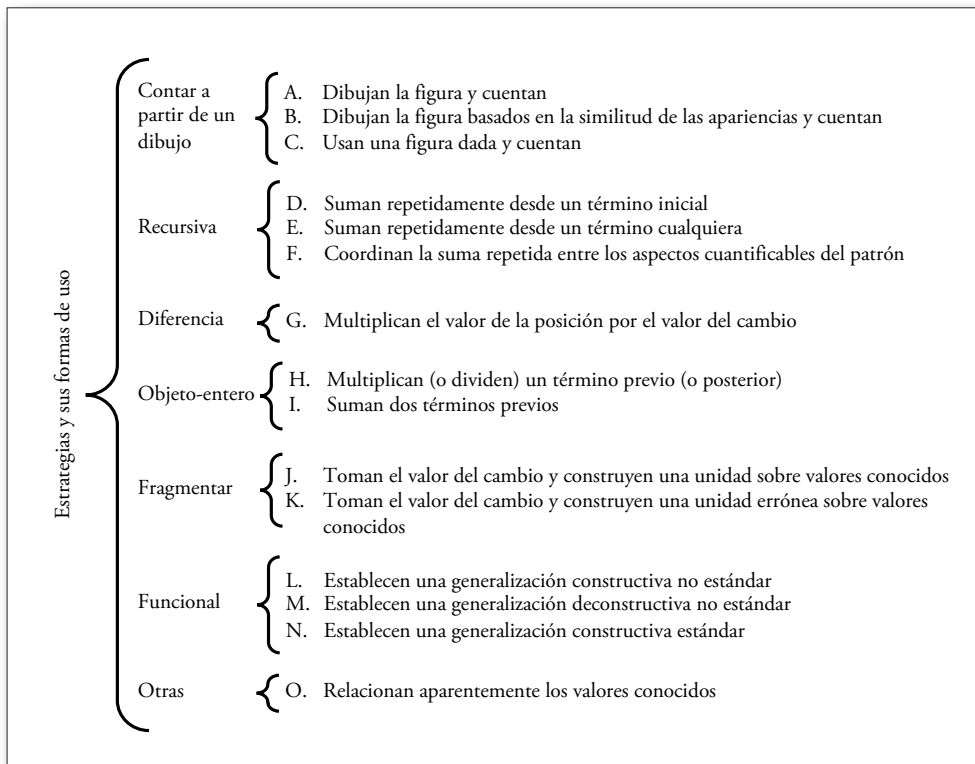 Estrategias y sus formas de uso
Contar a
partir de un
dibujo
A. Dibujan la figura y cuentan
B. Dibujan la figura basados en la similitud de las apariencias y cuentan
C. Usan una figura dada y cuentan
Recursiva
D. Suman repetidamente desde un término inicial
E. Suman repetidamente desde un término cualquiera
F. Coordinan la suma repetida entre los aspectos cuantificables del patrón
Diferencia
G. Multiplican el valor de la posición por el valor del cambio
Objeto-entero
H. Multiplican (o dividen) un término previo (o posterior)
I. Suman dos términos previos
Fragmentar
J. Toman el valor del cambio y construyen una unidad sobre valores conocidos
K. Toman el valor del cambio y construyen una unidad errónea sobre valores
conocidos
Funcional
L. Establecen una generalización constructiva no estándar
M. Establecen una generalización deconstructiva no estándar
N. Establecen una generalización constructiva estándar
Otras
O. Relacionan aparentemente los valores conocidos